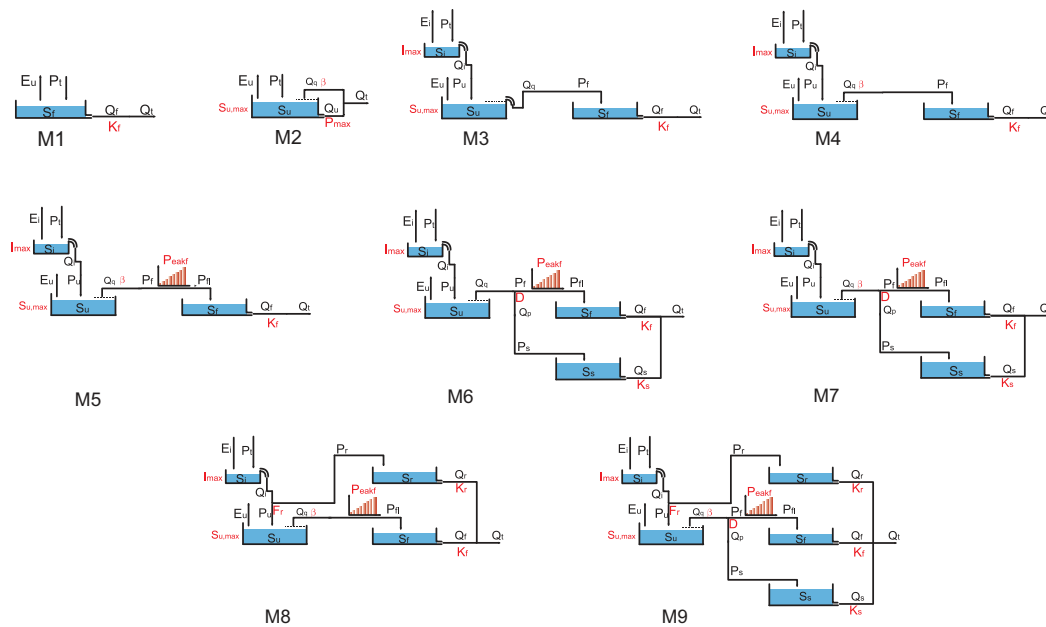 Eu Pt
Sf
Qf Qt
Kf
M1
Eu Pt
Qq β
Su,max Su
Qu Qt
Pmax
M2
Ei Pt
Imax Si
Qi
Eu Pu
Qq Pf
Su,max Su
Sf
Qf Qt
Kf
M3
Ei Pt
Imax Si
Qi
Eu Pu
Qq β Pf
Su,max Su
Sf
Qf
Kf
M4
Ei Pt
Imax Si
Qi
Peakf
Eu Pu
Qq β Pf Pfl
Su,max Su
Sf
Qf Qt
Kf
M5
Ei Pt
Imax Si
Qi
Peakf
Eu Pu
Qq Pf Pfl
D
Su,max Su
Qp
Sf
Qf Qt
Kf
Ps
Ss
Qs
Ks
M6
Ei Pt
Imax Si
Qi
Peakf
Eu Pu
Qq β Pf Pfl
D
Su,max Su
Qp
Sf
Qf
Kf
Ps
Ss
Qs
Ks
M7
Ei Pt
Pr
Imax Si
Sr
Qr
Kr
Qi
Peakf
Fr
Eu Pu
Qq β Pfl
Su,max Su
Sf
Qf Qt
Kf
M8
Ei Pt
Pr
Imax Si
Sr
Qr
Kr
Qi
Peakf
Fr
Eu Pu
Qq β Pf Pfl
D
Su,max Su
Qp
Sf
Qf Qt
Kf
Ps
Ss
Qs
Ks
M9